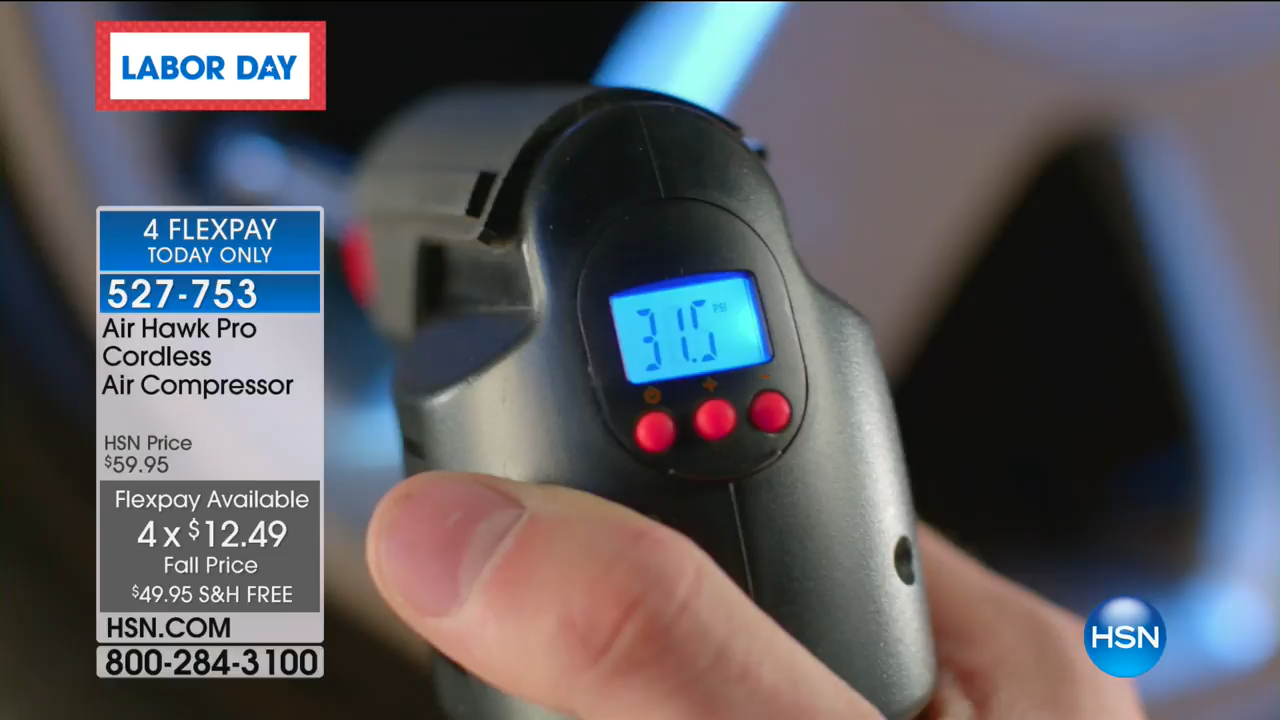 LABOR DAY
4 FLEXPAY
TODAY ONLY
527-753
Air Hawk Pro
Cordless
Air Compressor
HSN Price
$59.95
Flexpay Available
4 x $12.49
Fall Price
$49.95 S&H FREE
HSN.COM
800-284-3100
31.5 PSI
+ -
HSN